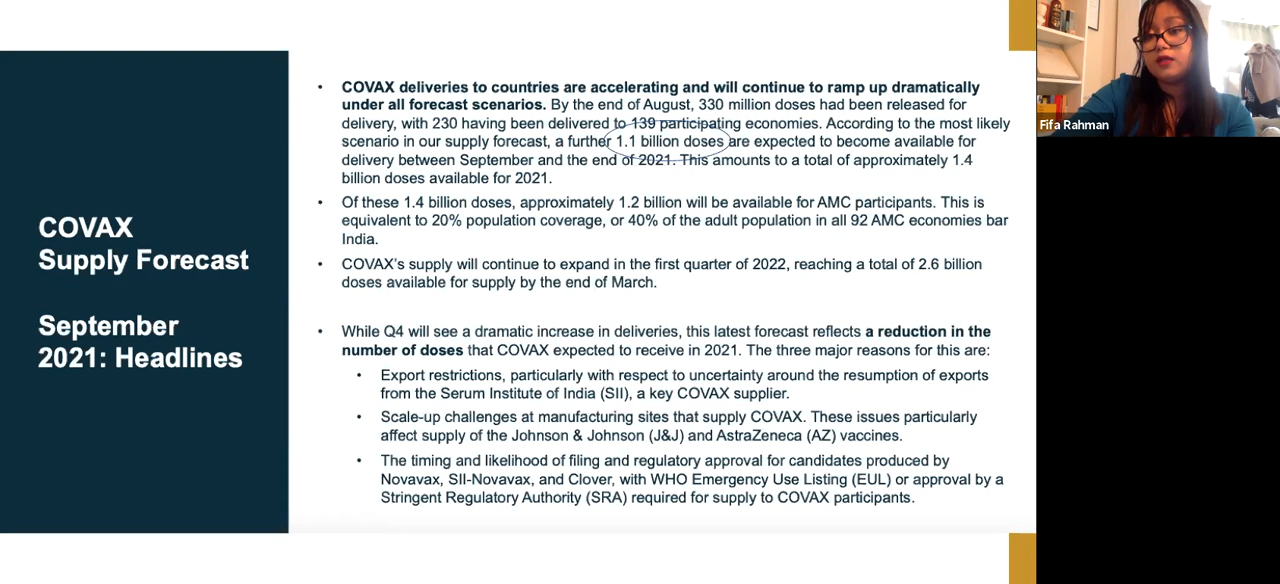 COVAX
Supply Forecast
September
2021: Headlines
• COVAX deliveries to countries are accelerating and will continue to ramp up dramatically
under all forecast scenarios. By the end of August, 330 million doses had been released for
delivery, with 230 having been delivered to 139 participating economies. According to the most likely
scenario in our supply forecast, a further 1.1 billion doses are expected to become available for
delivery between September and the end of 2021. This amounts to a total of approximately 1.4
billion doses available for 2021.
• Of these 1.4 billion doses, approximately 1.2 billion will be available for AMC participants. This is
equivalent to 20% population coverage, or 40% of the adult population in all 92 AMC economies bar
India.
• COVAX's supply will continue to expand in the first quarter of 2022, reaching a total of 2.6 billion
doses available for supply by the end of March.
• While Q4 will see a dramatic increase in deliveries, this latest forecast reflects a reduction in the
number of doses that COVAX expected to receive in 2021. The three major reasons for this are:
• Export restrictions, particularly with respect to uncertainty around the resumption of exports
from the Serum Institute of India (SII), a key COVAX supplier.
• Scale-up challenges at manufacturing sites that supply COVAX. These issues particularly
affect supply of the Johnson & Johnson (J&J) and AstraZeneca (AZ) vaccines.
• The timing and likelihood of filing and regulatory approval for candidates produced by
Novavax, SII-Novavax, and Clover, with WHO Emergency Use Listing (EUL) or approval by a
Stringent Regulatory Authority (SRA) required for supply to COVAX participants.
Fifa Rahman